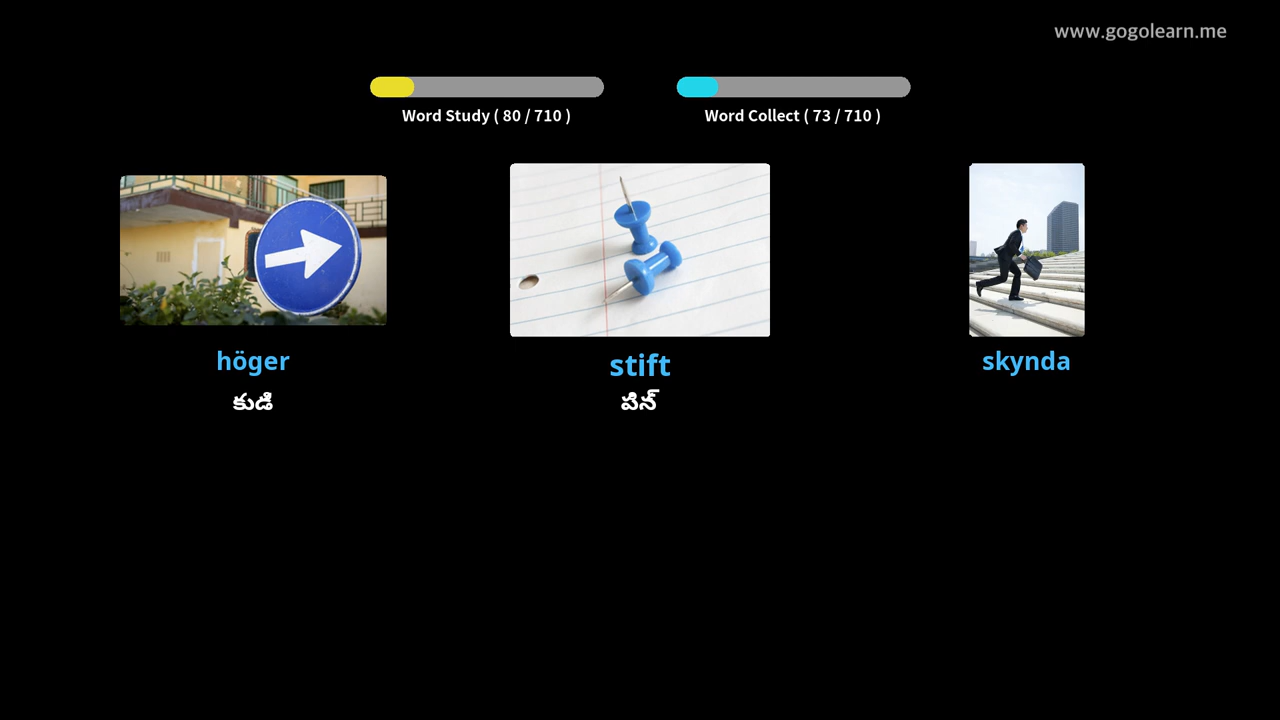 www.gogolearn.me
Word Study ( 80 / 710 )
Word Collect ( 73 / 710 )
höger
stift
skynda
కుడి
పిన్